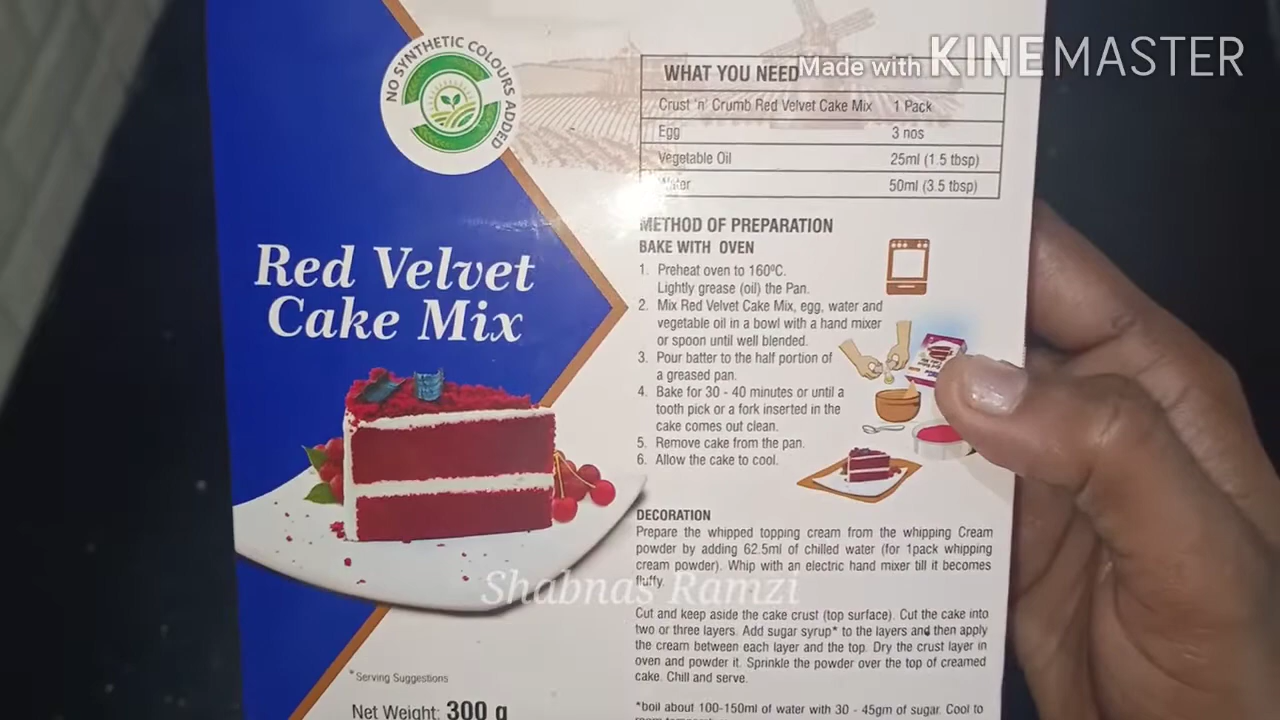 Made with KINEMASTER
NO SYNTHETIC COLOURS ADDED
Red Velvet
Cake Mix
*Serving Suggestions
Net Weight: 300 g
WHAT YOU NEED
Crust 'n' Crumb Red Velvet Cake Mix 1 Pack
Egg 3 nos
Vegetable Oil 25ml (1.5 tbsp)
Water 50ml (3.5 tbsp)
METHOD OF PREPARATION
BAKE WITH OVEN
1. Preheat oven to 160ºC.
Lightly grease (oil) the Pan.
2. Mix Red Velvet Cake Mix, egg, water and
vegetable oil in a bowl with a hand mixer
or spoon until well blended.
3. Pour batter to the half portion of
a greased pan.
4. Bake for 30 - 40 minutes or until a
tooth pick or a fork inserted in the
cake comes out clean.
5. Remove cake from the pan.
6. Allow the cake to cool.
DECORATION
Prepare the whipped topping cream from the whipping Cream
powder by adding 62.5ml of chilled water (for 1pack whipping
cream powder). Whip with an electric hand mixer till it becomes
fluffy.
Shabnas Ramzi
Cut and keep aside the cake crust (top surface). Cut the cake into
two or three layers. Add sugar syrup* to the layers and then apply
the cream between each layer and the top. Dry the crust layer in
oven and powder it. Sprinkle the powder over the top of creamed
cake. Chill and serve.
*boil about 100-150ml of water with 30 - 45gm of sugar. Cool to